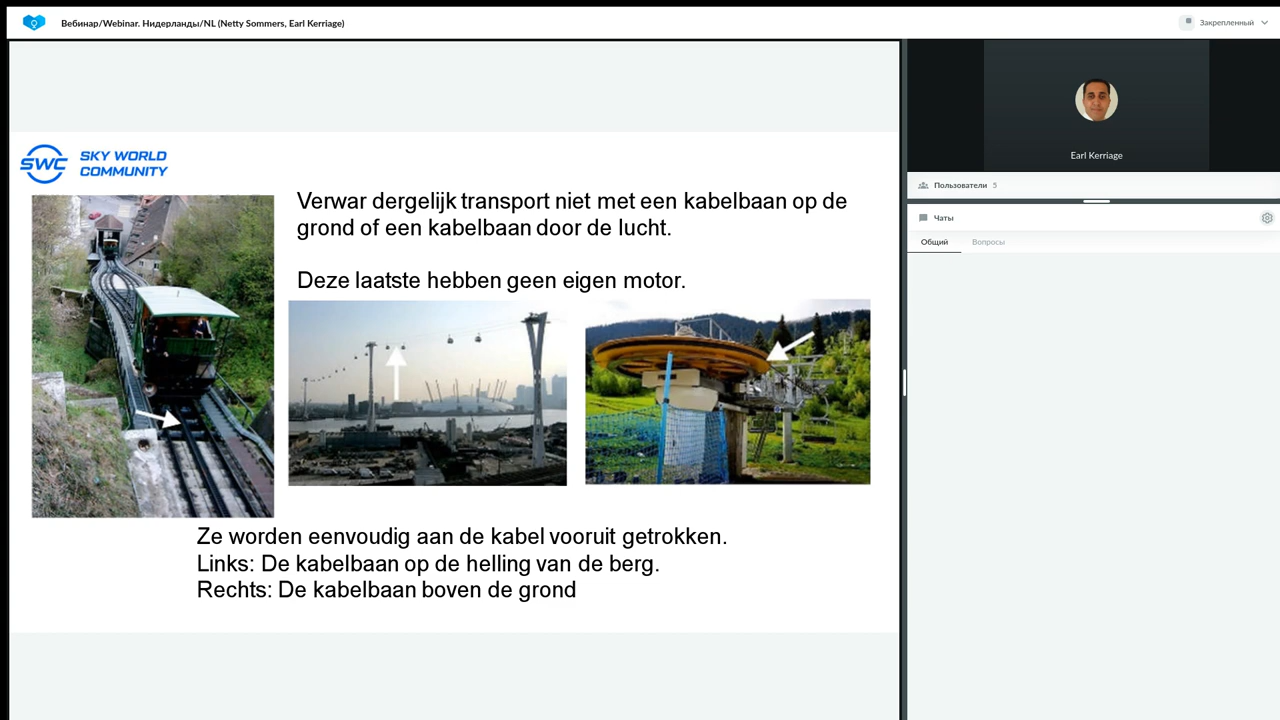 Вебинар/Webinar. Нидерланды/NL (Netty Sommers, Earl Kerriage)
Закрепленный
SWC
SKY WORLD
COMMUNITY
Verwar dergelijk transport niet met een kabelbaan op de
grond of een kabelbaan door de lucht.
Deze laatste hebben geen eigen motor.
Ze worden eenvoudig aan de kabel vooruit getrokken.
Links: De kabelbaan op de helling van de berg.
Rechts: De kabelbaan boven de grond
Earl Kerriage
Пользователи 5
Чаты
Общий
Вопросы